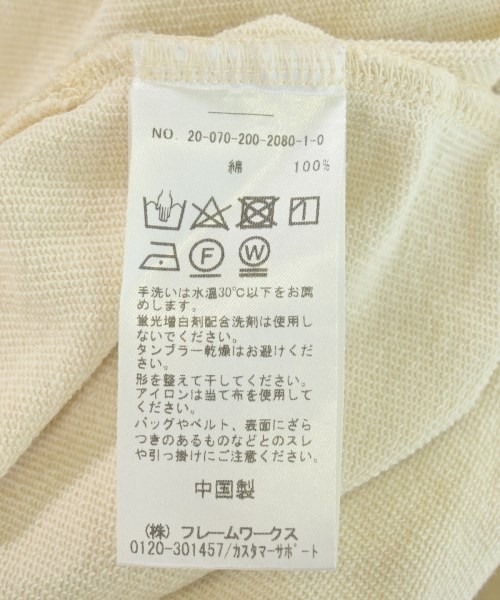 NO. 20-070-200-2080-1-0
綿 100%
F W
手洗いは水温30℃以下をお薦
めします。
蛍光増白剤配合洗剤は使用し
ないでください。
タンブラー乾燥はお避けくだ
さい。
形を整えて干してください。
アイロンは当て布を使用して
ください。
バッグやベルト、表面にざら
つきのあるものなどとのスレ
や引っ掛けにご注意ください。
中国製
(株) フレームワークス
0120-301457/カスタマーサポート